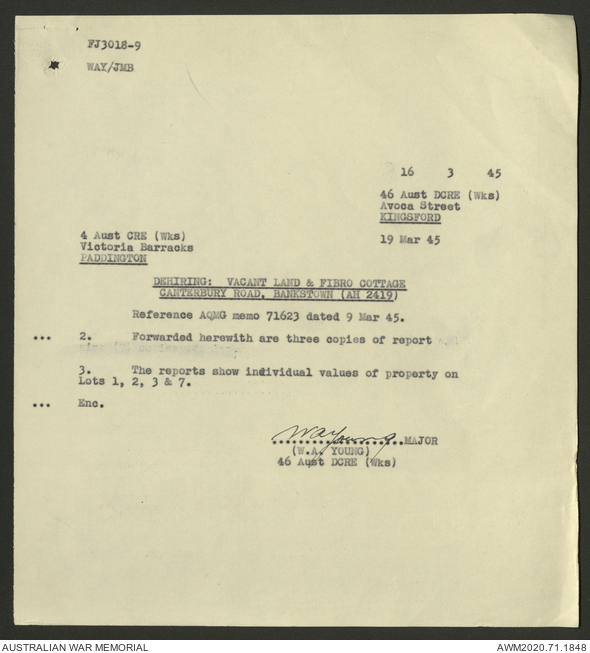 FJ3018-9
WAY/JMB
16 3 45
46 Aust DCRE (Wks)
Avoca Street
KINGSFORD
4 Aust CRE (Wks)
Victoria Barracks
PADDINGTON
19 Mar 45
DEHIRING: VACANT LAND & FIBRO COTTAGE
CANTERBURY ROAD, BANKSTOWN (AH 2419)
Reference AQMG memo 71623 dated 9 Mar 45.
... 2. Forwarded herewith are three copies of report
3. The reports show individual values of property on
Lots 1, 2, 3 & 7.
... Enc.
WAYoung MAJOR
(W.A. YOUNG)
46 Aust DCRE (Wks)
AUSTRALIAN WAR MEMORIAL
AWM2020.71.1848